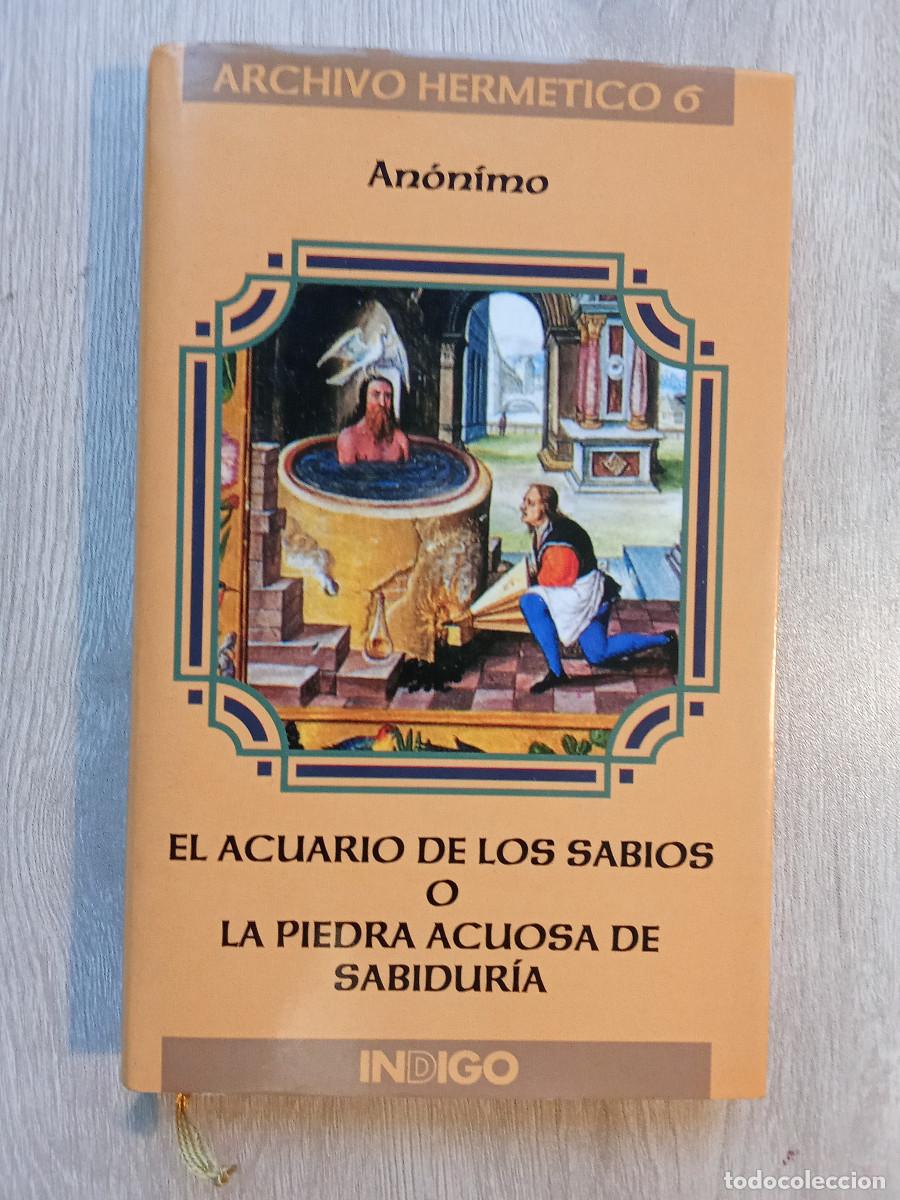 ARCHIVO HERMETICO 6
Anónimo
EL ACUARIO DE LOS SABIOS
O
LA PIEDRA ACUOSA DE
SABIDURÍA
INDIGO
todocoleccion